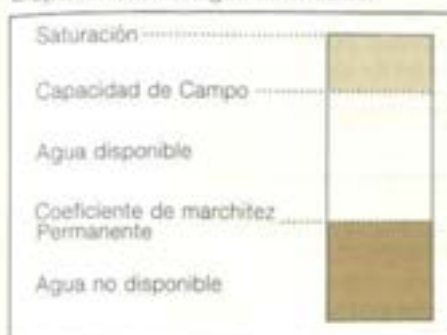 Saturación
Capacidad de Campo
Agua disponible
Coeficiente de marchitez
Permanente
Agua no disponible